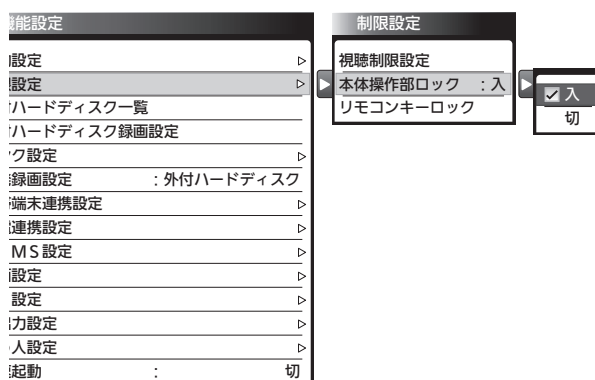 能設定
設定
設定
ハードディスク一覧
ハードディスク録画設定
ク設定
録画設定 :外付ハードディスク
端末連携設定
連携設定
MS設定
設定
設定
力設定
人設定
起動 : 切
制限設定
視聴制限設定
本体操作部ロック :入
リモコンキーロック
入
切